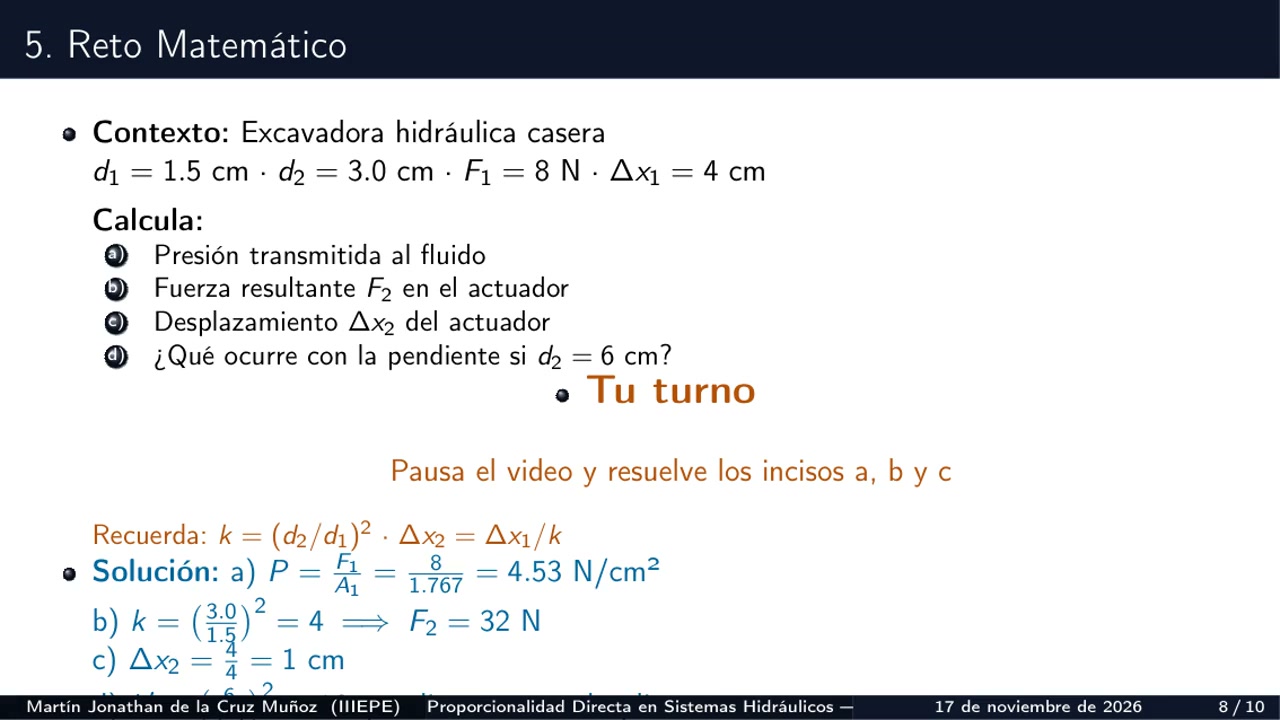 5. Reto Matemático
Contexto: Excavadora hidráulica casera
d₁ = 1.5 cm · d₂ = 3.0 cm · F₁ = 8 N · Δx₁ = 4 cm
Calcula:
a) Presión transmitida al fluido
b) Fuerza resultante F₂ en el actuador
c) Desplazamiento Δx₂ del actuador
d) ¿Qué ocurre con la pendiente si d₂ = 6 cm?
Tu turno
Pausa el video y resuelve los incisos a, b y c
Recuerda: k = (d₂/d₁)² · Δx₂ = Δx₁/k
Solución: a) P = F₁/A₁ = 8/1.767 = 4.53 N/cm²
b) k = (3.0/1.5)² = 4 ⟹ F₂ = 32 N
c) Δx₂ = 4/4 = 1 cm
Martín Jonathan de la Cruz Muñoz (IIIEPE) Proporcionalidad Directa en Sistemas Hidráulicos — 17 de noviembre de 2026 8 / 10